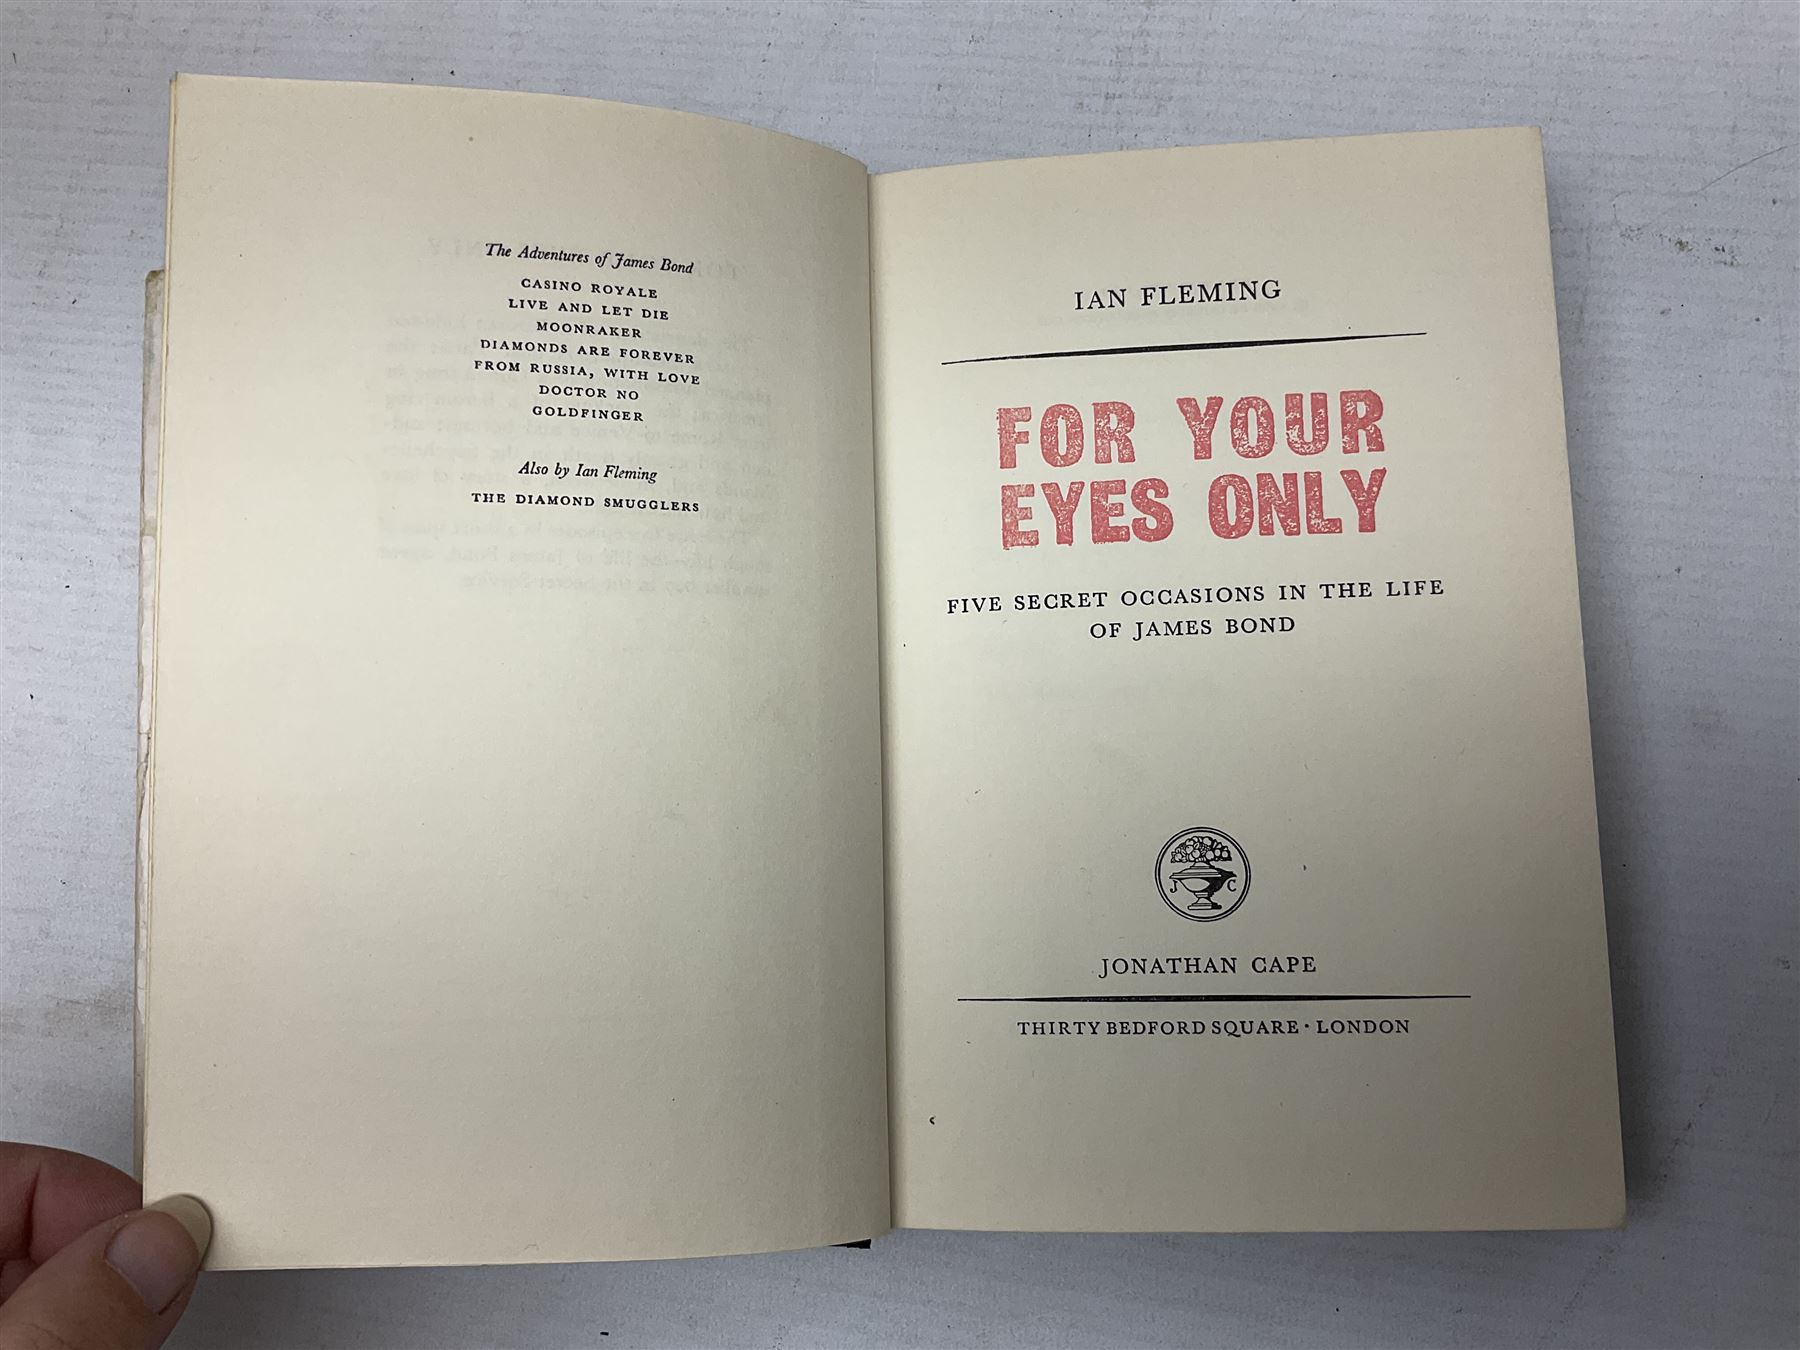 The Adventures of James Bond
CASINO ROYALE
LIVE AND LET DIE
MOONRAKER
DIAMONDS ARE FOREVER
FROM RUSSIA, WITH LOVE
DOCTOR NO
GOLDFINGER
Also by Ian Fleming
THE DIAMOND SMUGGLERS
IAN FLEMING
FOR YOUR
EYES ONLY
FIVE SECRET OCCASIONS IN THE LIFE
OF JAMES BOND
J C
JONATHAN CAPE
THIRTY BEDFORD SQUARE · LONDON